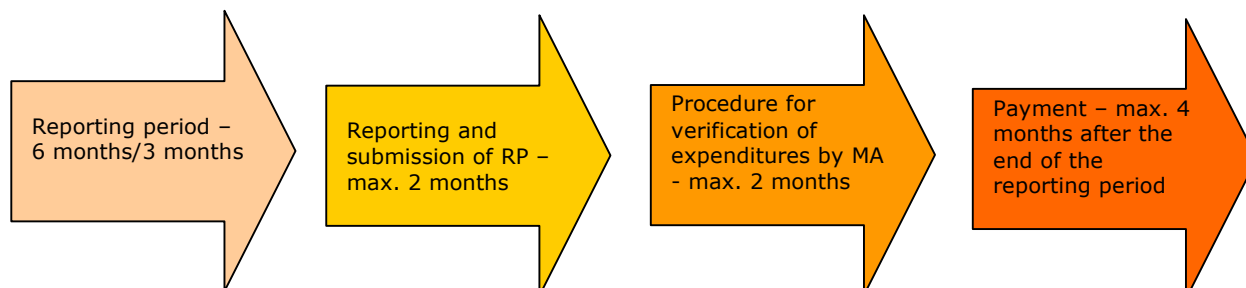 Reporting period –
6 months/3 months
Reporting and
submission of RP –
max. 2 months
Procedure for
verification of
expenditures by MA
- max. 2 months
Payment – max. 4
months after the
end of the
reporting period